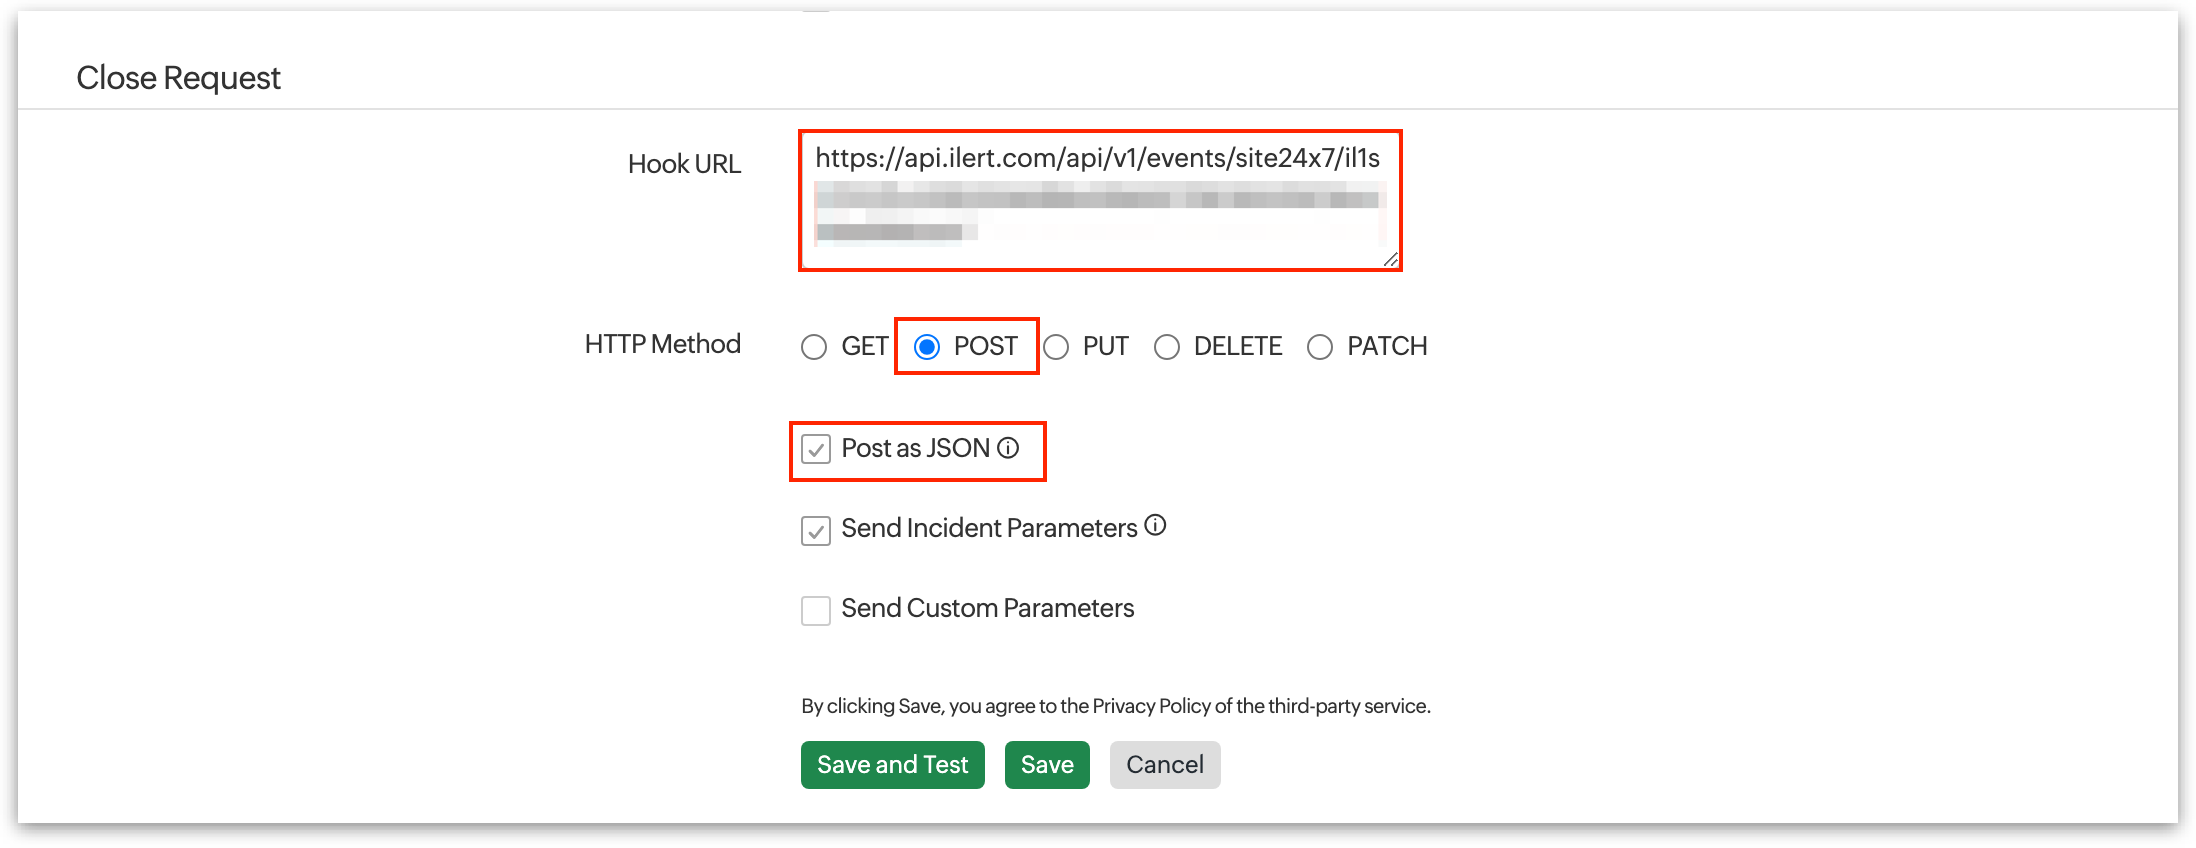 Close Request
Hook URL
https://api.ilert.com/api/v1/events/site24x7/il1s
HTTP Method
GET POST PUT DELETE PATCH
Post as JSON
Send Incident Parameters
Send Custom Parameters
By clicking Save, you agree to the Privacy Policy of the third-party service.
Save and Test Save Cancel